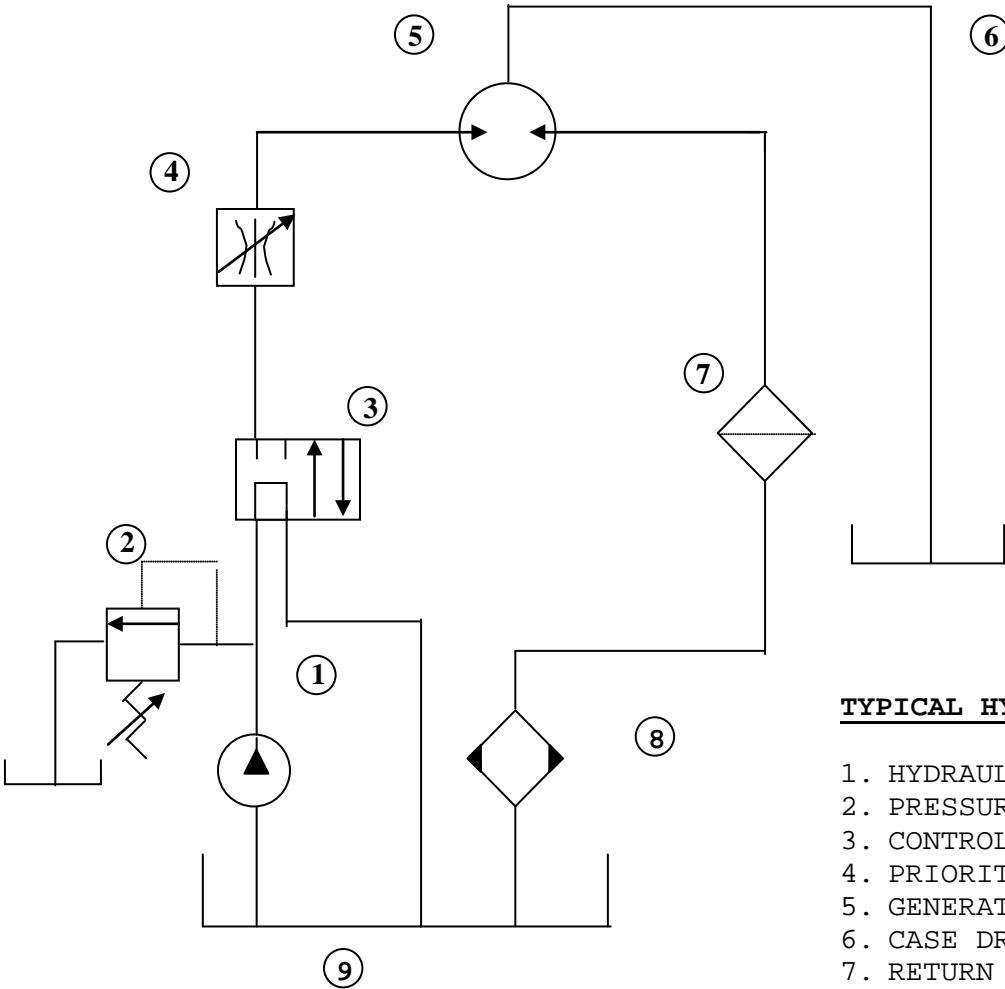 5
6
4
7
3
2
1
8
9
TYPICAL HY
1. HYDRAUL
2. PRESSUR
3. CONTROL
4. PRIORIT
5. GENERAT
6. CASE DR
7. RETURN